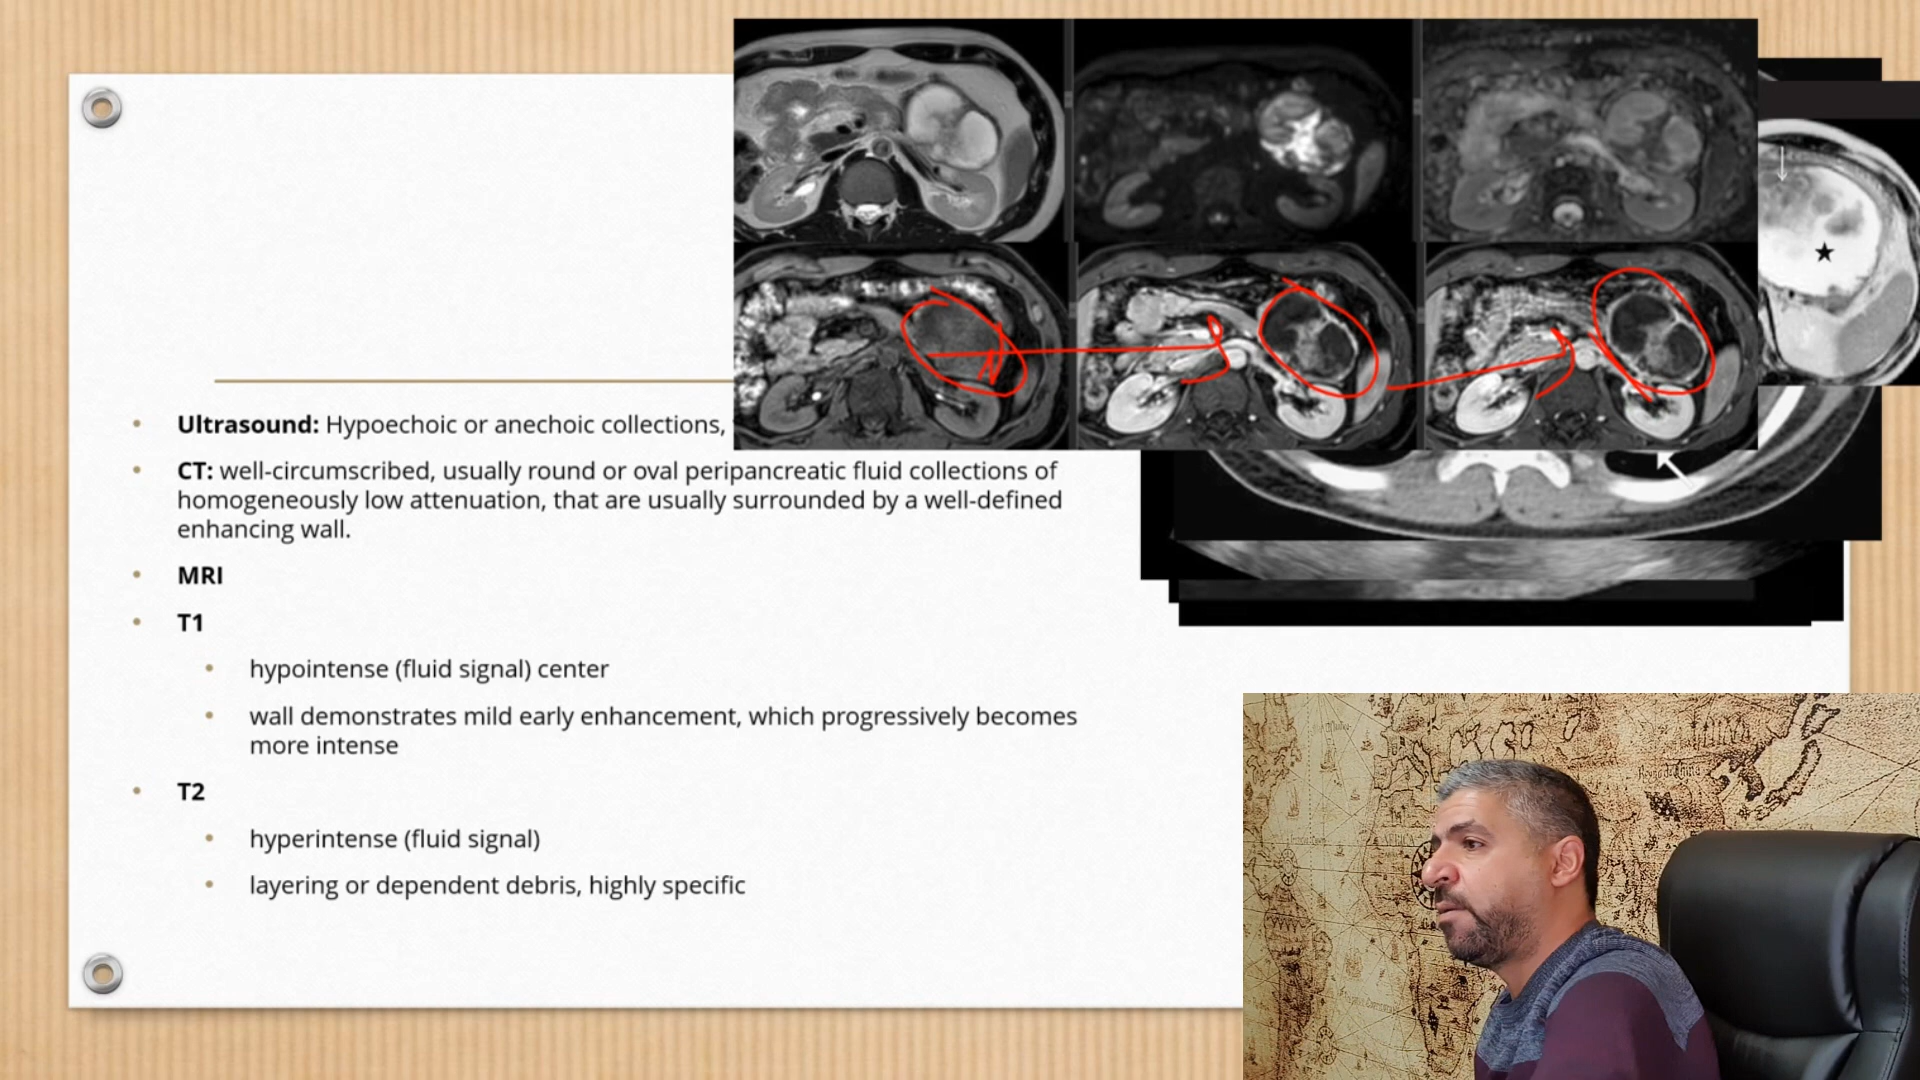 • Ultrasound: Hypoechoic or anechoic collections,
• CT: well-circumscribed, usually round or oval peripancreatic fluid collections of
homogeneously low attenuation, that are usually surrounded by a well-defined
enhancing wall.
• MRI
• T1
• hypointense (fluid signal) center
• wall demonstrates mild early enhancement, which progressively becomes
more intense
• T2
• hyperintense (fluid signal)
• layering or dependent debris, highly specific